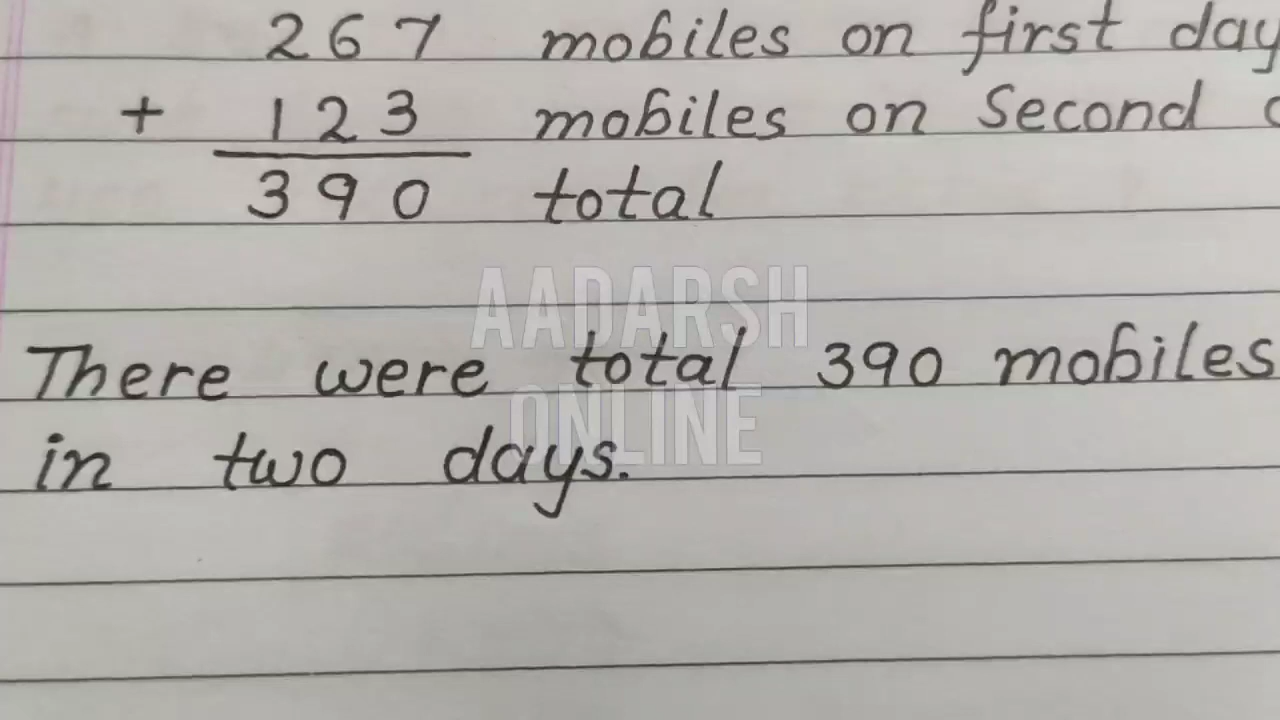 267 mobiles on first day
+ 123 mobiles on Second
390 total
AADARSH
There were total 390 mobiles
ONLINE
in two days.